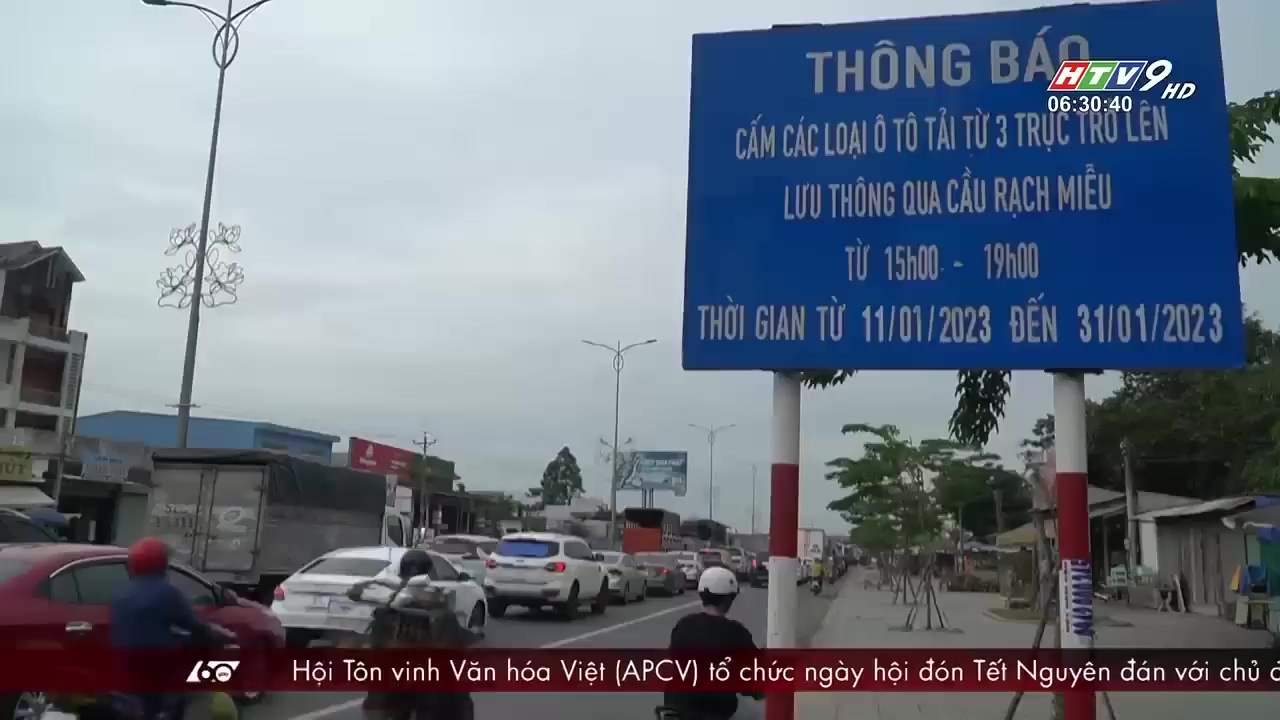 THÔNG BÁO
CẤM CÁC LOẠI Ô TÔ TẢI TỪ 3 TRỤC TRỞ LÊN
LƯU THÔNG QUA CẦU RẠCH MIỄU
TỪ 15h00 - 19h00
THỜI GIAN TỪ 11/01/2023 ĐẾN 31/01/2023
HTV9 HD
06:30:40
Hội Tôn vinh Văn hóa Việt (APCV) tổ chức ngày hội đón Tết Nguyên đán với chủ